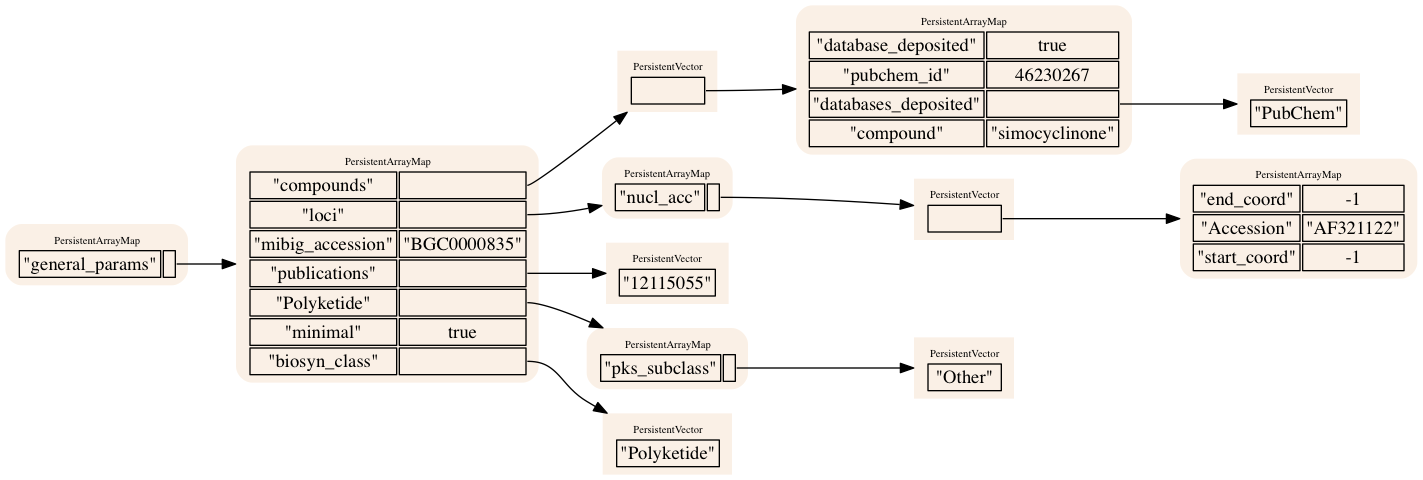 PersistentArrayMap
"general_params"
PersistentArrayMap
"compounds"
"loci"
"mibig_accession" "BGC0000835"
"publications"
"Polyketide"
"minimal" true
"biosyn_class"
PersistentVector
PersistentArrayMap
"database_deposited" true
"pubchem_id" 46230267
"databases_deposited"
"compound" "simocyclinone"
PersistentVector
"PubChem"
PersistentArrayMap
"nucl_acc"
PersistentVector
PersistentArrayMap
"end_coord" -1
"Accession" "AF321122"
"start_coord" -1
PersistentVector
"12115055"
PersistentArrayMap
"pks_subclass"
PersistentVector
"Other"
PersistentVector
"Polyketide"